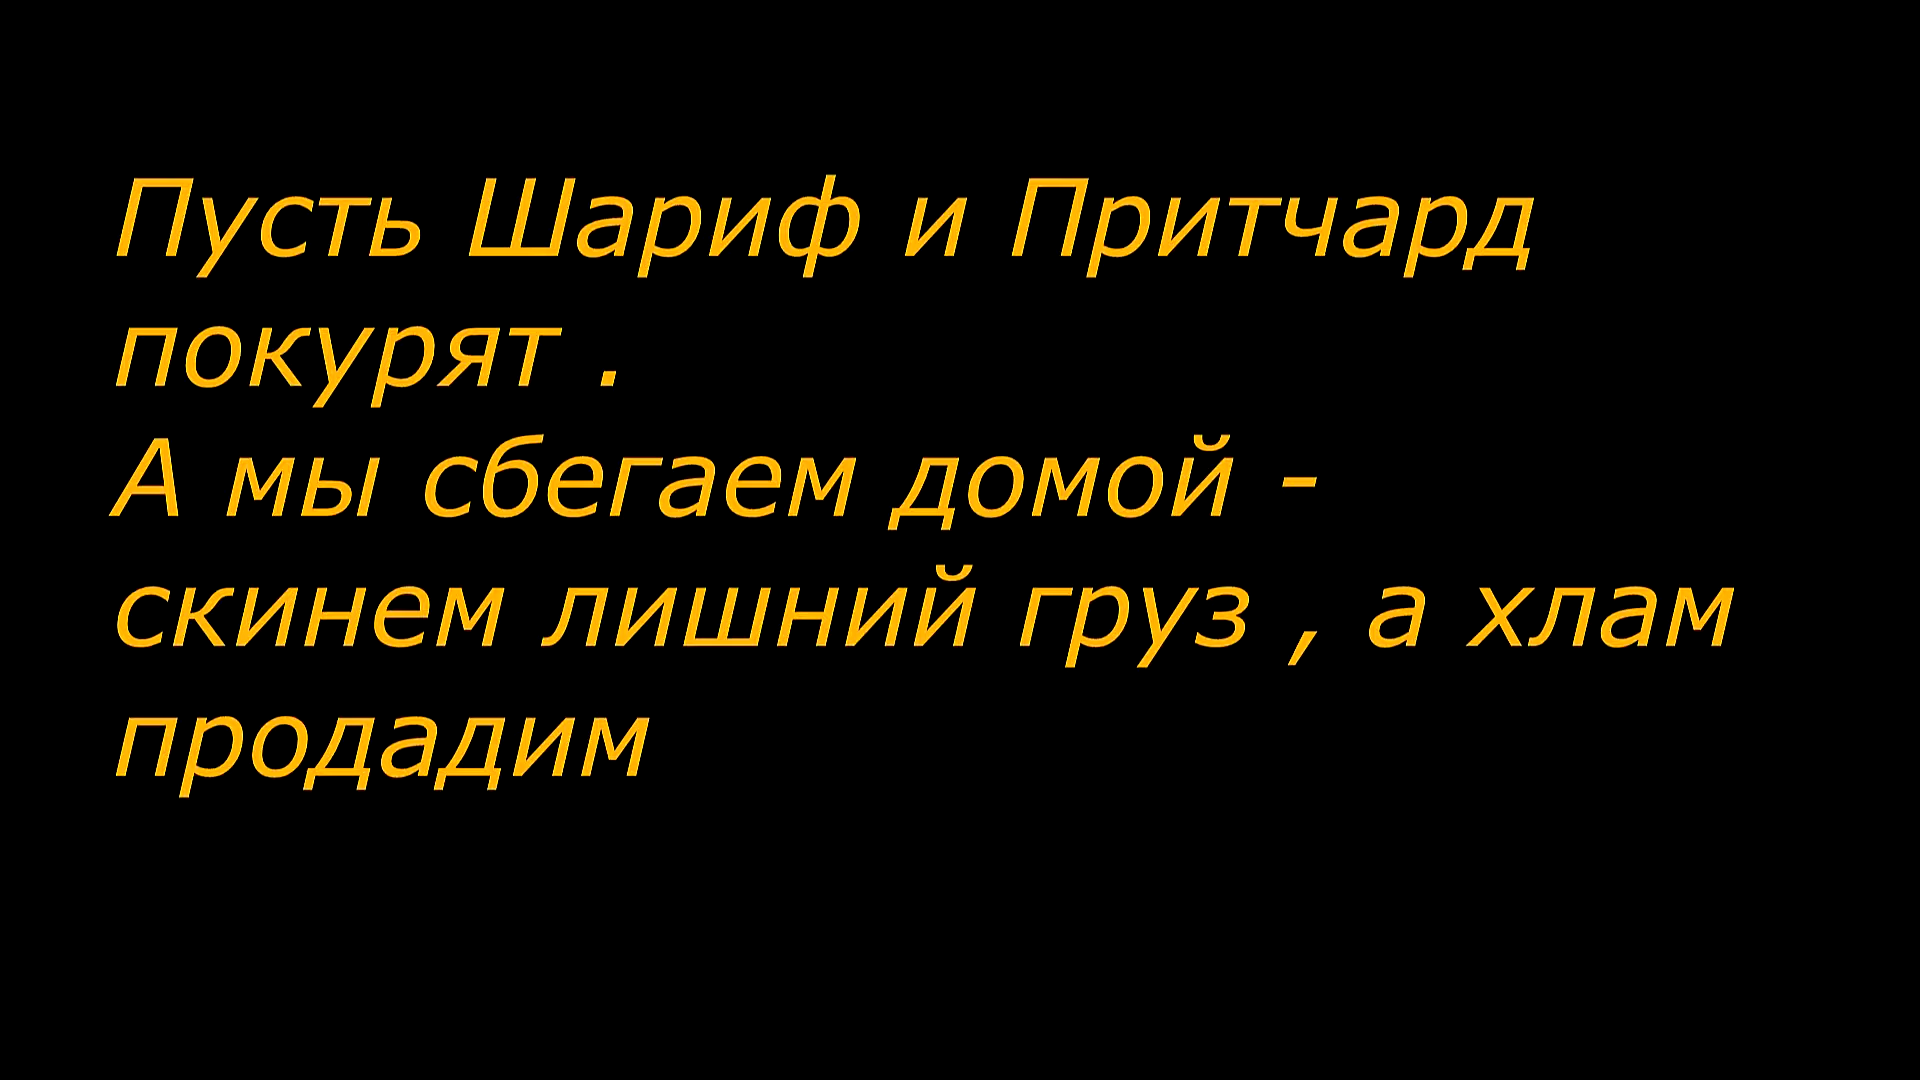 Пусть Шариф и Притчард
покурят .
А мы сбегаем домой -
скинем лишний груз , а хлам
продадим